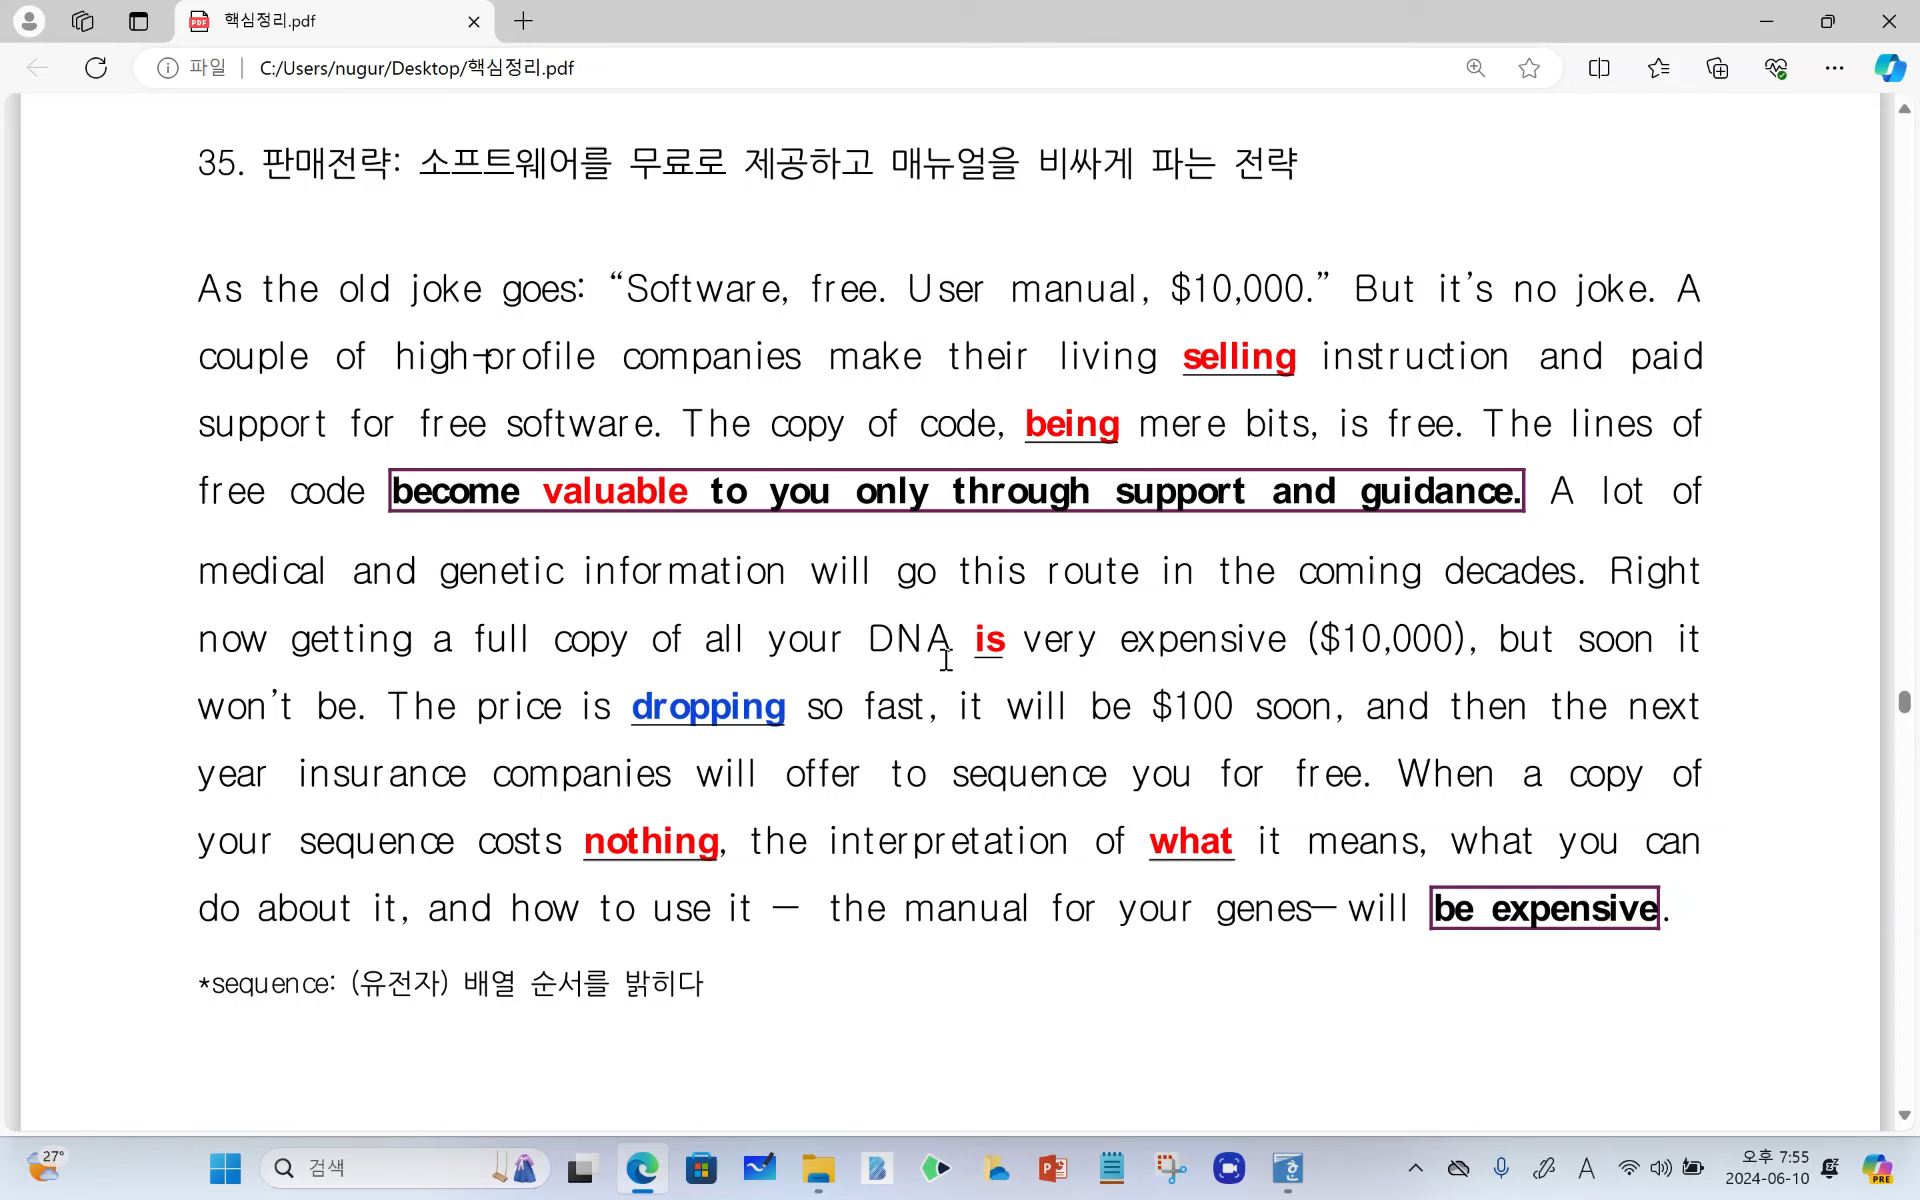 핵심정리.pdf
파일 | C:/Users/nugur/Desktop/핵심정리.pdf
35. 판매전략: 소프트웨어를 무료로 제공하고 매뉴얼을 비싸게 파는 전략
As the old joke goes: “Software, free. User manual, $10,000.” But it’s no joke. A
couple of high-profile companies make their living selling instruction and paid
support for free software. The copy of code, being mere bits, is free. The lines of
free code become valuable to you only through support and guidance. A lot of
medical and genetic information will go this route in the coming decades. Right
now getting a full copy of all your DNA is very expensive ($10,000), but soon it
won’t be. The price is dropping so fast, it will be $100 soon, and then the next
year insurance companies will offer to sequence you for free. When a copy of
your sequence costs nothing, the interpretation of what it means, what you can
do about it, and how to use it — the manual for your genes— will be expensive.
*sequence: (유전자) 배열 순서를 밝히다
27°
검색
A
오후 7:55
2024-06-10
PRE